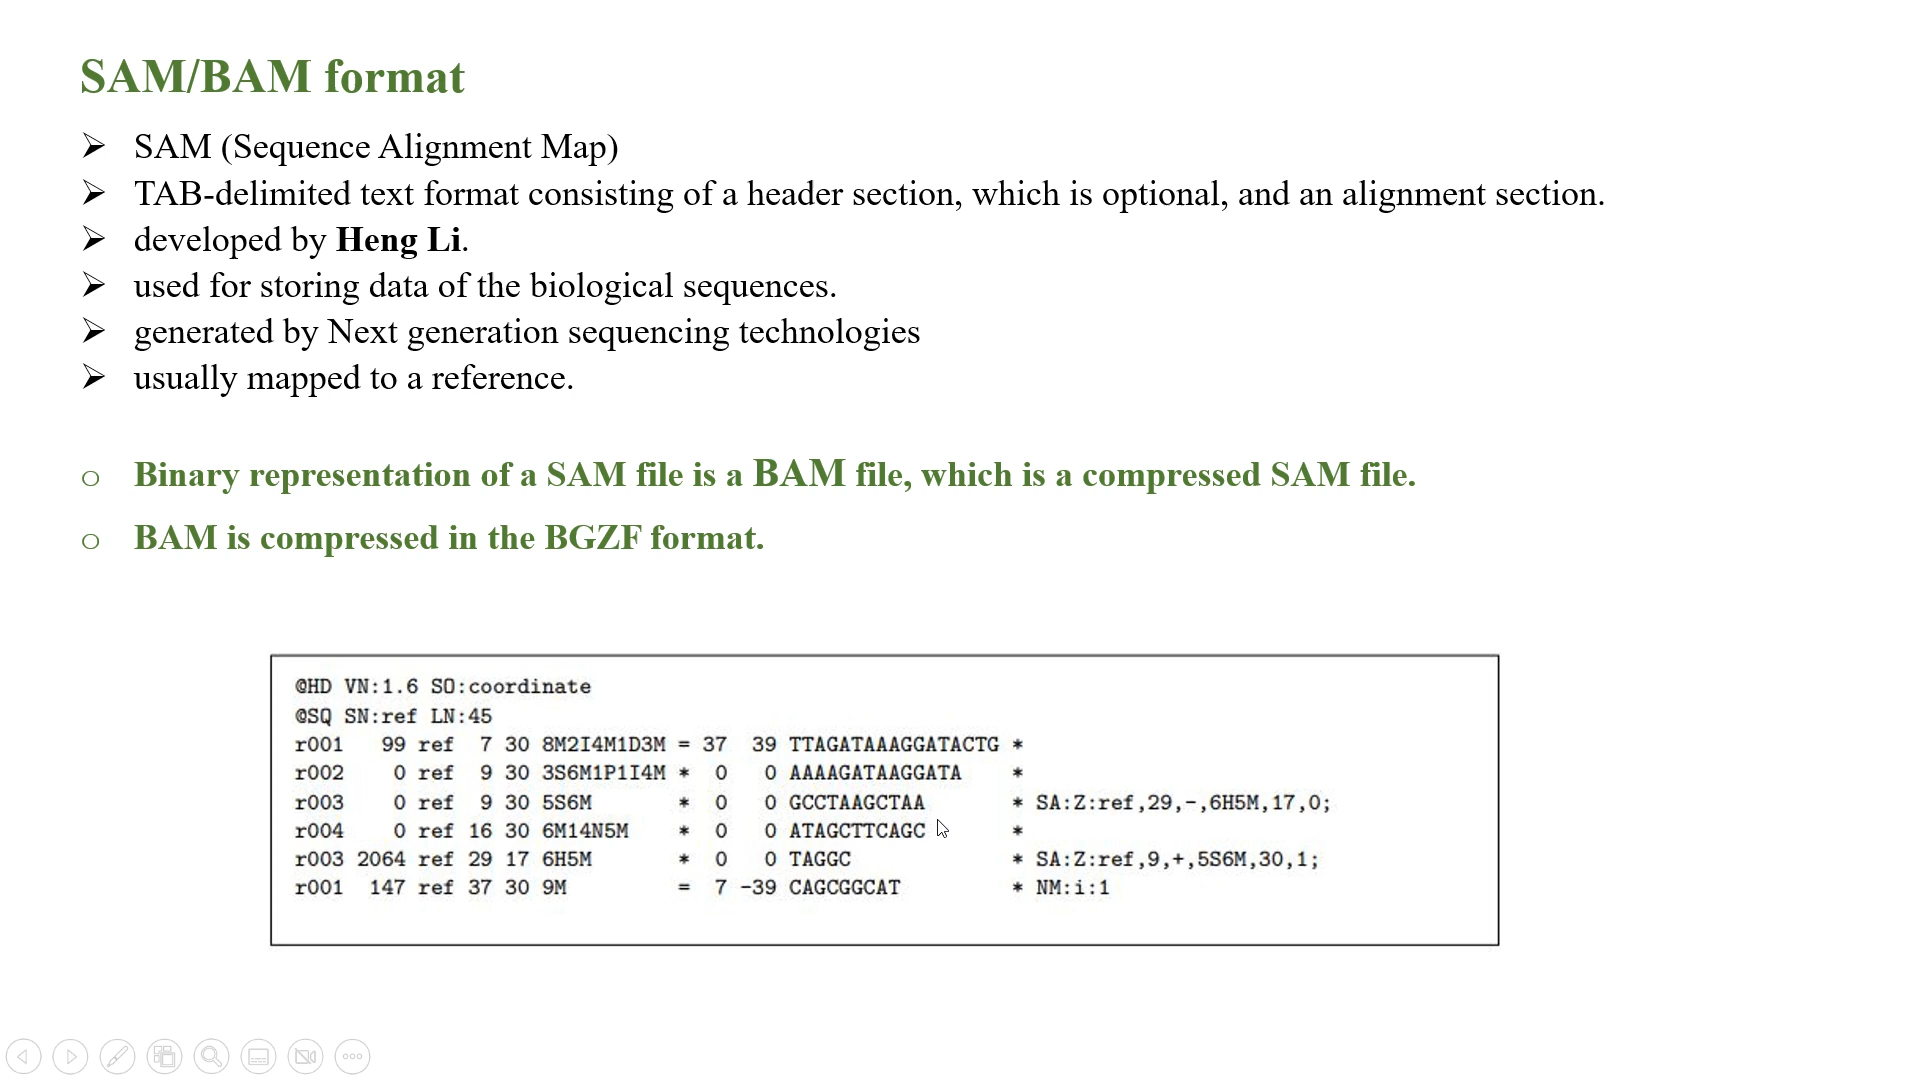 SAM/BAM format
➢ SAM (Sequence Alignment Map)
➢ TAB-delimited text format consisting of a header section, which is optional, and an alignment section.
➢ developed by Heng Li.
➢ used for storing data of the biological sequences.
➢ generated by Next generation sequencing technologies
➢ usually mapped to a reference.
○ Binary representation of a SAM file is a BAM file, which is a compressed SAM file.
○ BAM is compressed in the BGZF format.
@HD VN:1.6 SO:coordinate
@SQ SN:ref LN:45
r001   99 ref  7 30 8M2I4M1D3M = 37  39 TTAGATAAAGGATACTG *
r002    0 ref  9 30 3S6M1P1I4M *  0   0 AAAAGATAAGGATA    *
r003    0 ref  9 30 5S6M       *  0   0 GCCTAAGCTAA       * SA:Z:ref,29,-,6H5M,17,0;
r004    0 ref 16 30 6M14N5M    *  0   0 ATAGCTTCAGC       *
r003 2064 ref 29 17 6H5M       *  0   0 TAGGC             * SA:Z:ref,9,+,5S6M,30,1;
r001  147 ref 37 30 9M         =  7 -39 CAGCGGCAT         * NM:i:1